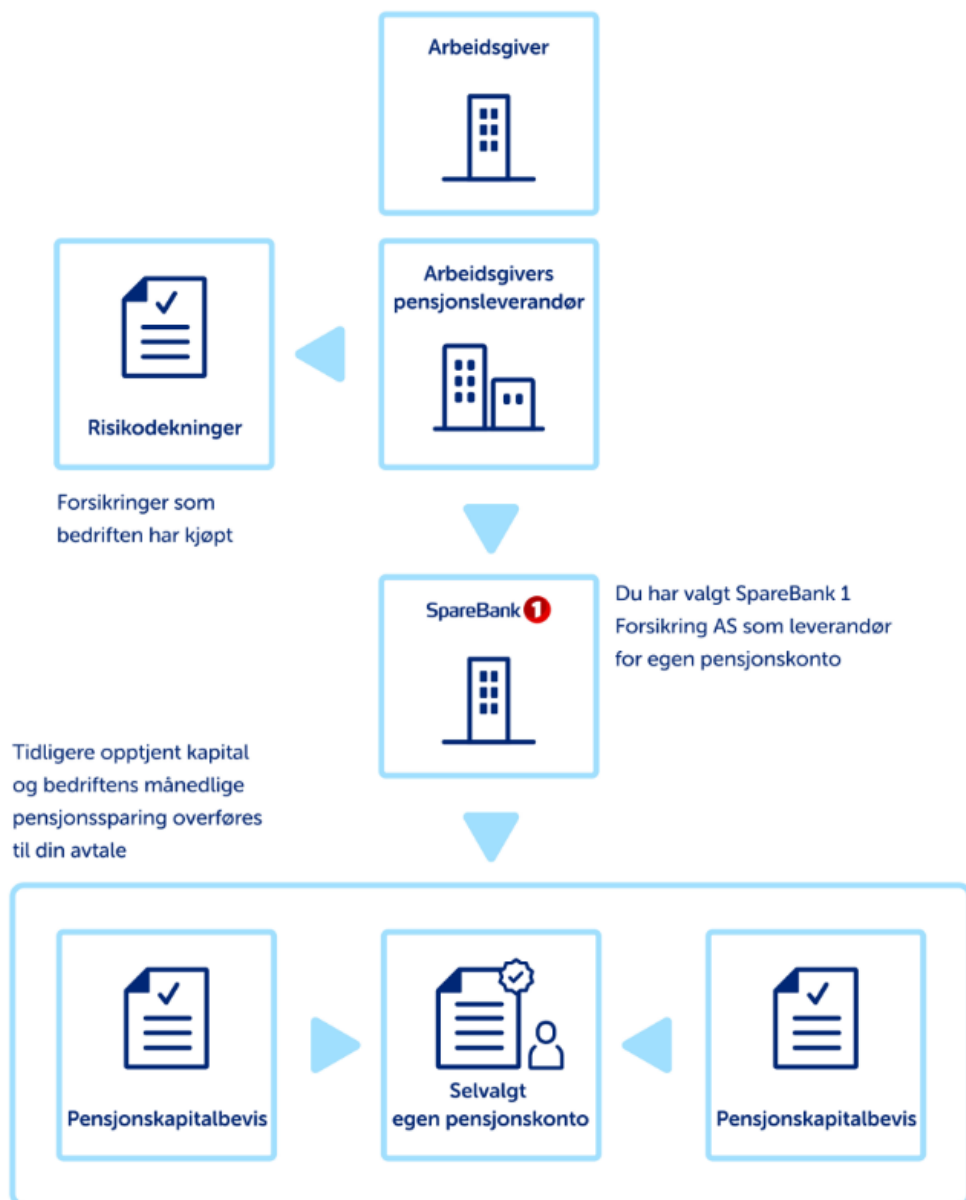 Arbeidsgiver
Arbeidsgivers
pensjonsleverandør
Risikodekninger
Forsikringer som
bedriften har kjøpt
SpareBank 1
Du har valgt SpareBank 1
Forsikring AS som leverandør
for egen pensjonskonto
Tidligere opptjent kapital
og bedriftens månedlige
pensjonssparing overføres
til din avtale
Pensjonskapitalbevis
Selvalgt
egen pensjonskonto
Pensjonskapitalbevis